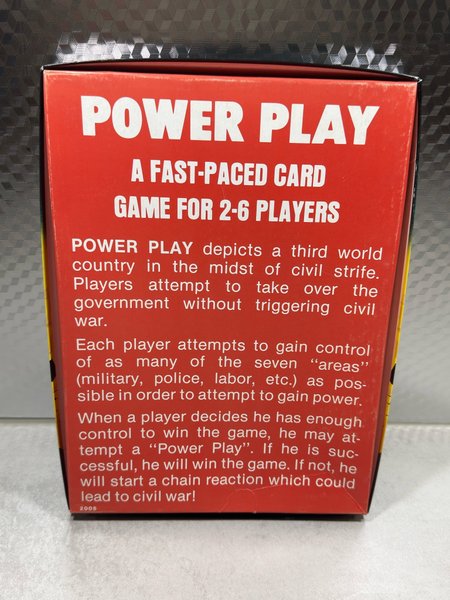 POWER PLAY
A FAST-PACED CARD
GAME FOR 2-6 PLAYERS
POWER PLAY depicts a third world
country in the midst of civil strife.
Players attempt to take over the
government without triggering civil
war.
Each player attempts to gain control
of as many of the seven "areas"
(military, police, labor, etc.) as pos-
sible in order to attempt to gain power.
When a player decides he has enough
control to win the game, he may at-
tempt a "Power Play". If he is suc-
cessful, he will win the game. If not, he
will start a chain reaction which could
lead to civil war!
2005